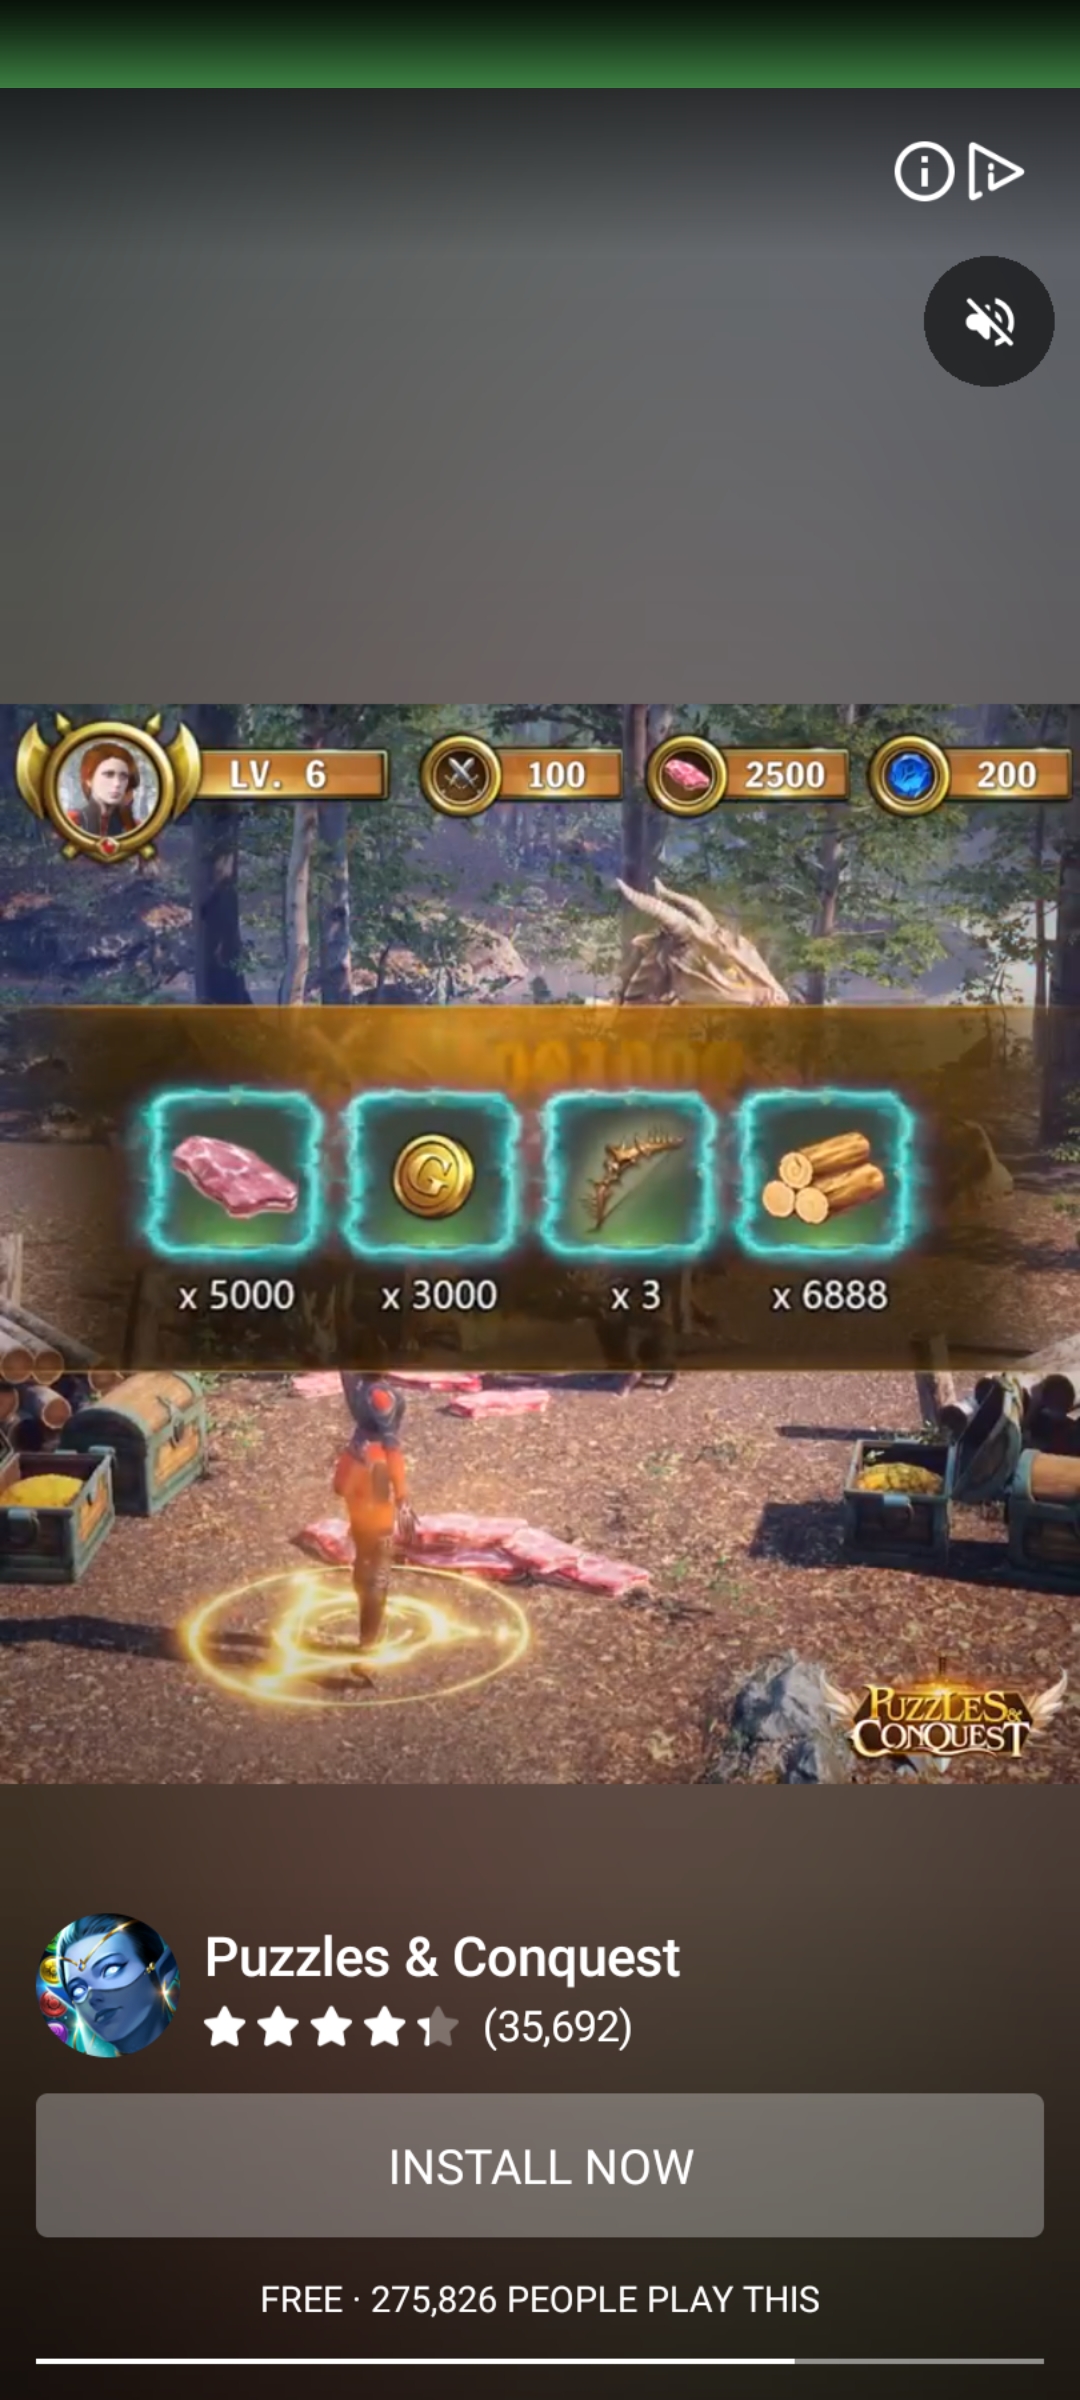 LV. 6
100
2500
200
G
x 5000
x 3000
x 3
x 6888
PUZZLES &
CONQUEST
Puzzles & Conquest
(35,692)
INSTALL NOW
FREE · 275,826 PEOPLE PLAY THIS